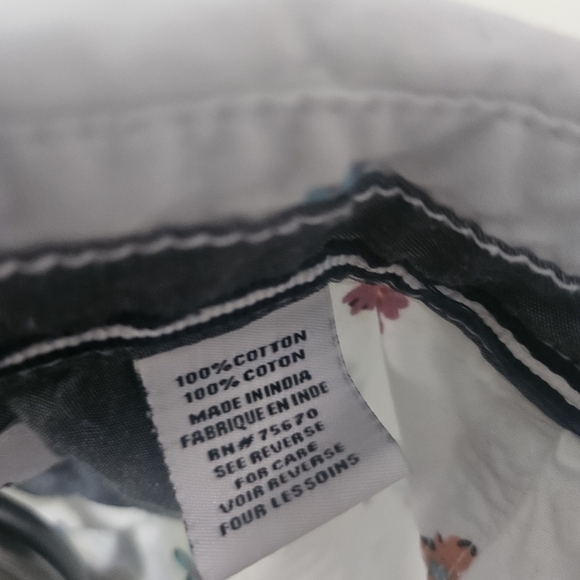 100% COTTON
100% COTON
MADE IN INDIA
FABRIQUE EN INDE
RN# 75670
SEE REVERSE
FOR CARE
VOIR REVERSE
FOUR LES SOINS